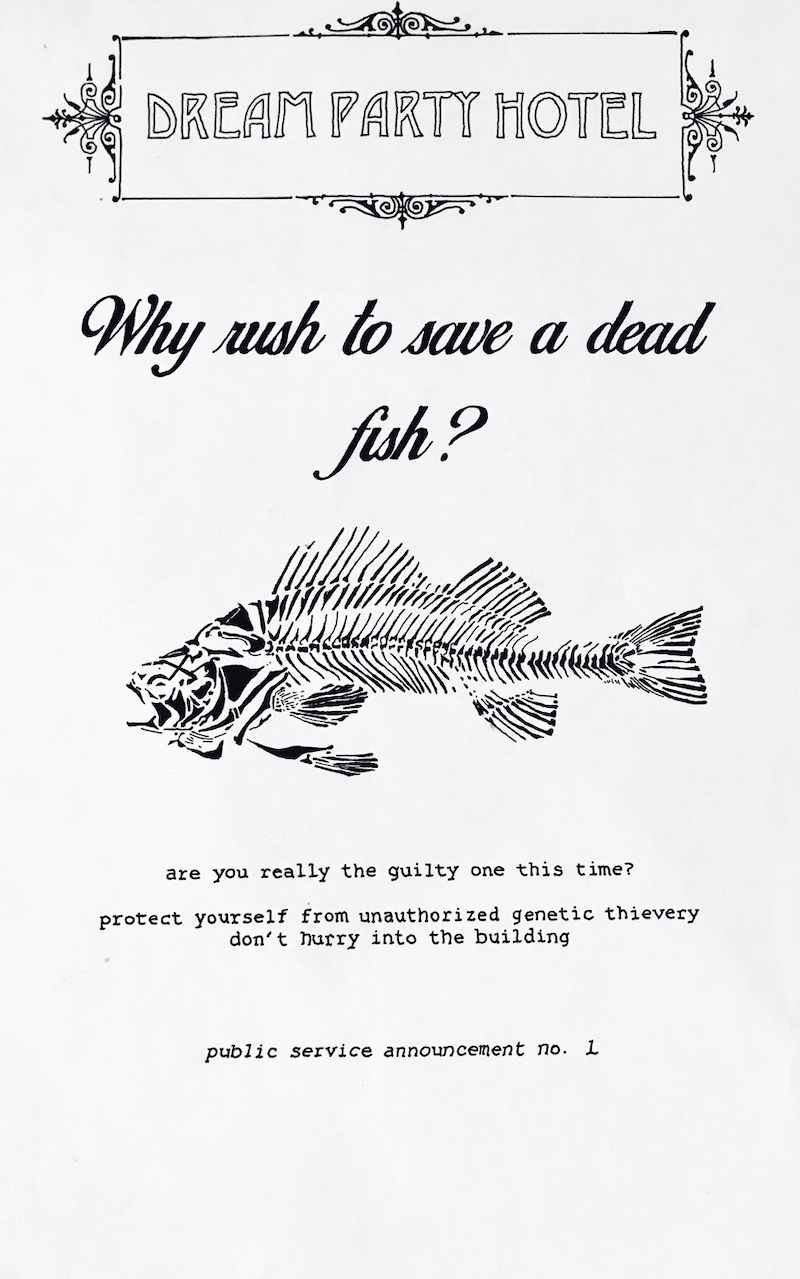 DREAM PARTY HOTEL
Why rush to save a dead
fish?
are you really the guilty one this time?
protect yourself from unauthorized genetic thievery
don't hurry into the building
public service announcement no. 1